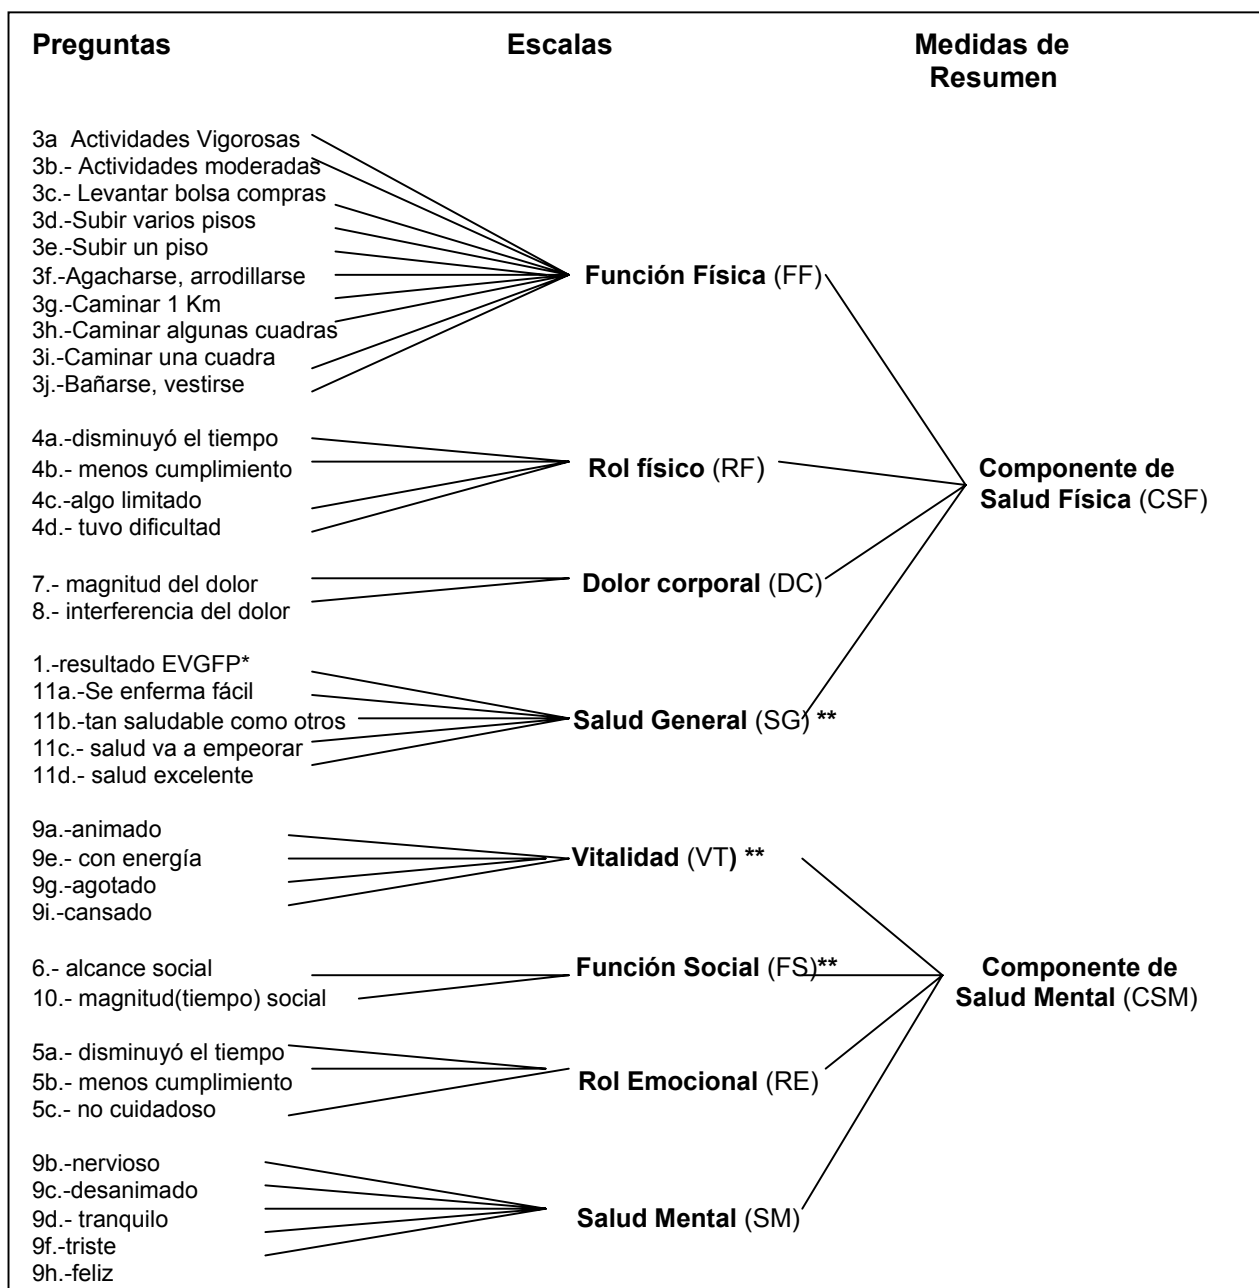 Preguntas Escalas Medidas de
Resumen
3a Actividades Vigorosas
3b.- Actividades moderadas
3c.- Levantar bolsa compras
3d.-Subir varios pisos
3e.-Subir un piso
3f.-Agacharse, arrodillarse
3g.-Caminar 1 Km
3h.-Caminar algunas cuadras
3i.-Caminar una cuadra
3j.-Bañarse, vestirse
Función Física (FF)
4a.-disminuyó el tiempo
4b.- menos cumplimiento
4c.-algo limitado
4d.- tuvo dificultad
Rol físico (RF)
7.- magnitud del dolor
8.- interferencia del dolor
Dolor corporal (DC)
1.-resultado EVGFP*
11a.-Se enferma fácil
11b.-tan saludable como otros
11c.- salud va a empeorar
11d.- salud excelente
Salud General (SG) **
Componente de
Salud Física (CSF)
9a.-animado
9e.- con energía
9g.-agotado
9i.-cansado
Vitalidad (VT) **
6.- alcance social
10.- magnitud(tiempo) social
Función Social (FS)**
5a.- disminuyó el tiempo
5b.- menos cumplimiento
5c.- no cuidadoso
Rol Emocional (RE)
9b.-nervioso
9c.-desanimado
9d.- tranquilo
9f.-triste
9h.-feliz
Salud Mental (SM)
Componente de
Salud Mental (CSM)